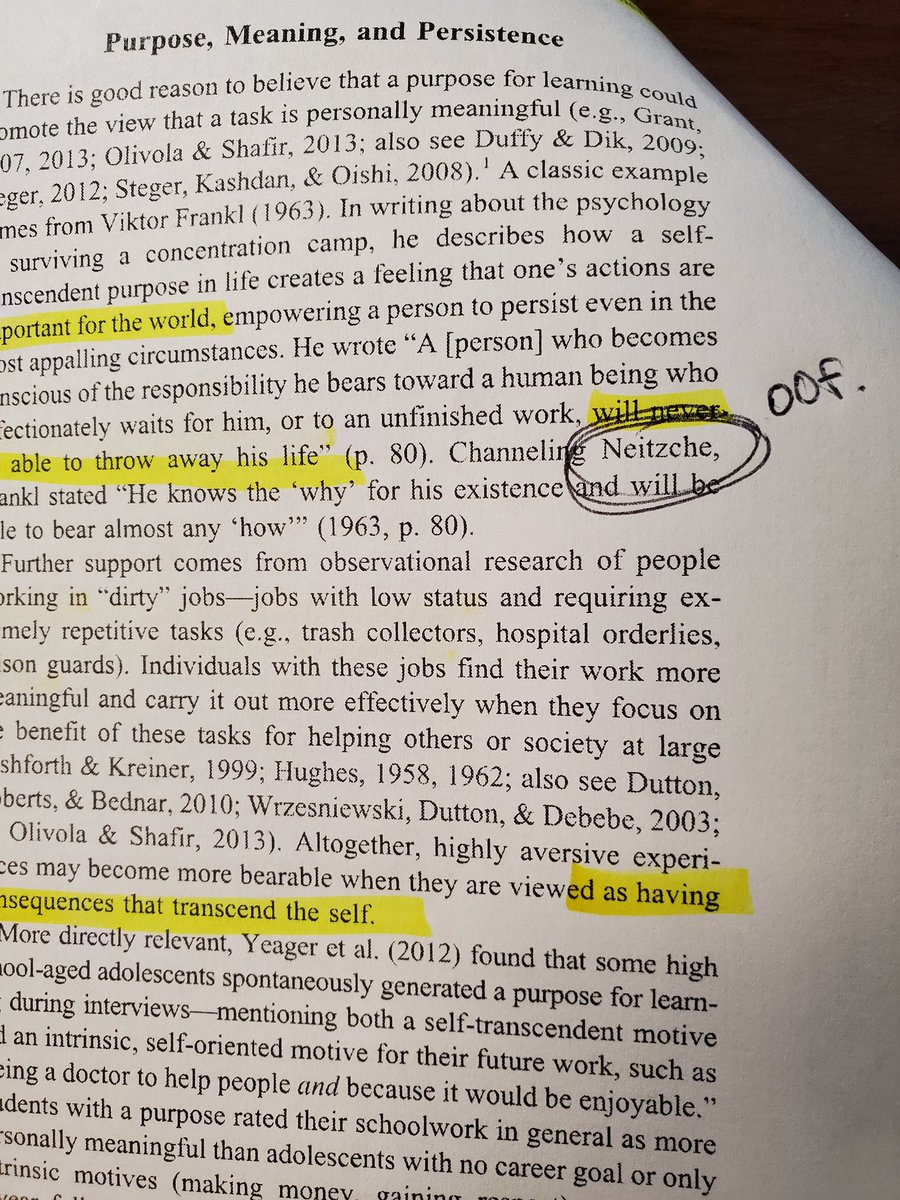 Purpose, Meaning, and Persistence
There is good reason to believe that a purpose for learning could
omote the view that a task is personally meaningful (e.g., Grant,
07, 2013; Olivola & Shafir, 2013; also see Duffy & Dik, 2009;
eger, 2012; Steger, Kashdan, & Oishi, 2008).¹ A classic example
mes from Viktor Frankl (1963). In writing about the psychology
surviving a concentration camp, he describes how a self-
nscendent purpose in life creates a feeling that one's actions are
portant for the world, empowering a person to persist even in the
ost appalling circumstances. He wrote "A [person] who becomes
nscious of the responsibility he bears toward a human being who
fectionately waits for him, or to an unfinished work, will never
able to throw away his life" (p. 80). Channeling Neitzche,
ankl stated "He knows the 'why' for his existence and will be
le to bear almost any 'how'" (1963, p. 80).
oof.
Further support comes from observational research of people
orking in "dirty" jobs—jobs with low status and requiring ex-
mely repetitive tasks (e.g., trash collectors, hospital orderlies,
son guards). Individuals with these jobs find their work more
eaningful and carry it out more effectively when they focus on
e benefit of these tasks for helping others or society at large
shforth & Kreiner, 1999; Hughes, 1958, 1962; also see Dutton,
berts, & Bednar, 2010; Wrzesniewski, Dutton, & Debebe, 2003;
Olivola & Shafir, 2013). Altogether, highly aversive experi-
ces may become more bearable when they are viewed as having
nsequences that transcend the self.
More directly relevant, Yeager et al. (2012) found that some high
hool-aged adolescents spontaneously generated a purpose for learn-
g during interviews—mentioning both a self-transcendent motive
d an intrinsic, self-oriented motive for their future work, such as
eing a doctor to help people and because it would be enjoyable."
udents with a purpose rated their schoolwork in general as more
rsonally meaningful than adolescents with no career goal or only
trinsic motives (making money, gaining